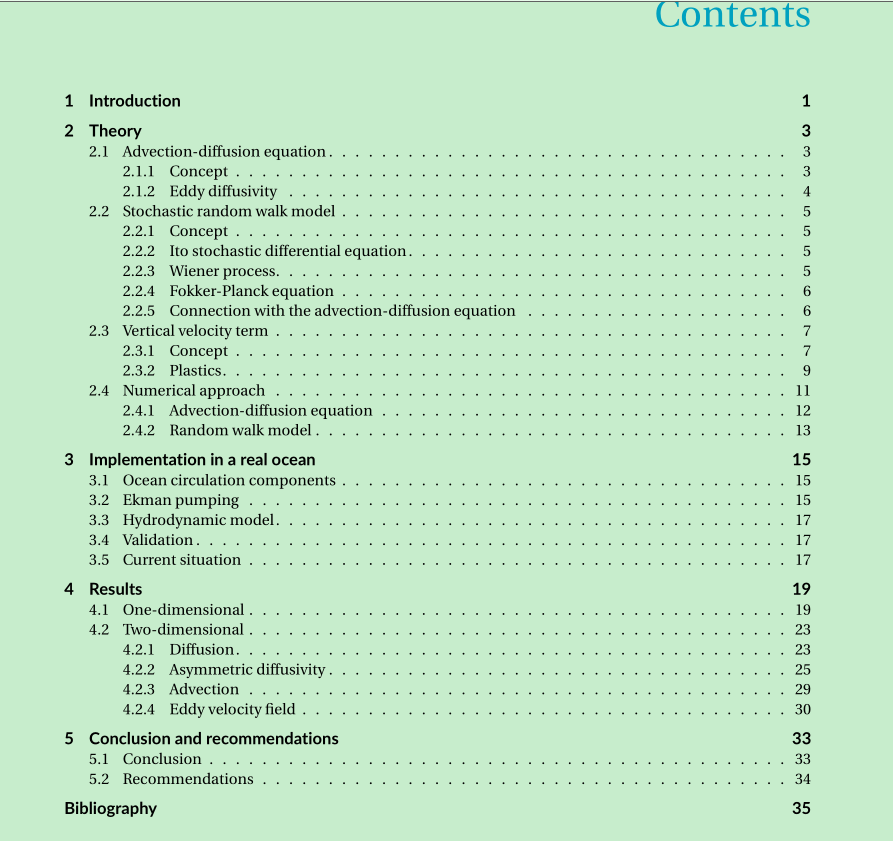 Contents
1 Introduction 1
2 Theory 3
2.1 Advection-diffusion equation . . . . . . . . . . . . . . . . . . . . . . . . . . . . . . . . . . . 3
2.1.1 Concept . . . . . . . . . . . . . . . . . . . . . . . . . . . . . . . . . . . . . . . . . . 3
2.1.2 Eddy diffusivity . . . . . . . . . . . . . . . . . . . . . . . . . . . . . . . . . . . . . . 4
2.2 Stochastic random walk model . . . . . . . . . . . . . . . . . . . . . . . . . . . . . . . . . . 5
2.2.1 Concept . . . . . . . . . . . . . . . . . . . . . . . . . . . . . . . . . . . . . . . . . . 5
2.2.2 Ito stochastic differential equation . . . . . . . . . . . . . . . . . . . . . . . . . . . . . 5
2.2.3 Wiener process. . . . . . . . . . . . . . . . . . . . . . . . . . . . . . . . . . . . . . . 5
2.2.4 Fokker-Planck equation . . . . . . . . . . . . . . . . . . . . . . . . . . . . . . . . . . 6
2.2.5 Connection with the advection-diffusion equation . . . . . . . . . . . . . . . . . . . . 6
2.3 Vertical velocity term . . . . . . . . . . . . . . . . . . . . . . . . . . . . . . . . . . . . . . . 7
2.3.1 Concept . . . . . . . . . . . . . . . . . . . . . . . . . . . . . . . . . . . . . . . . . . 7
2.3.2 Plastics. . . . . . . . . . . . . . . . . . . . . . . . . . . . . . . . . . . . . . . . . . . 9
2.4 Numerical approach . . . . . . . . . . . . . . . . . . . . . . . . . . . . . . . . . . . . . . . 11
2.4.1 Advection-diffusion equation . . . . . . . . . . . . . . . . . . . . . . . . . . . . . . . 12
2.4.2 Random walk model . . . . . . . . . . . . . . . . . . . . . . . . . . . . . . . . . . . . 13
3 Implementation in a real ocean 15
3.1 Ocean circulation components . . . . . . . . . . . . . . . . . . . . . . . . . . . . . . . . . . 15
3.2 Ekman pumping . . . . . . . . . . . . . . . . . . . . . . . . . . . . . . . . . . . . . . . . . 15
3.3 Hydrodynamic model. . . . . . . . . . . . . . . . . . . . . . . . . . . . . . . . . . . . . . . 17
3.4 Validation . . . . . . . . . . . . . . . . . . . . . . . . . . . . . . . . . . . . . . . . . . . . . 17
3.5 Current situation . . . . . . . . . . . . . . . . . . . . . . . . . . . . . . . . . . . . . . . . . 17
4 Results 19
4.1 One-dimensional . . . . . . . . . . . . . . . . . . . . . . . . . . . . . . . . . . . . . . . . . 19
4.2 Two-dimensional . . . . . . . . . . . . . . . . . . . . . . . . . . . . . . . . . . . . . . . . . 23
4.2.1 Diffusion. . . . . . . . . . . . . . . . . . . . . . . . . . . . . . . . . . . . . . . . . . 23
4.2.2 Asymmetric diffusivity . . . . . . . . . . . . . . . . . . . . . . . . . . . . . . . . . . . 25
4.2.3 Advection . . . . . . . . . . . . . . . . . . . . . . . . . . . . . . . . . . . . . . . . . 29
4.2.4 Eddy velocity field . . . . . . . . . . . . . . . . . . . . . . . . . . . . . . . . . . . . . 30
5 Conclusion and recommendations 33
5.1 Conclusion . . . . . . . . . . . . . . . . . . . . . . . . . . . . . . . . . . . . . . . . . . . . 33
5.2 Recommendations . . . . . . . . . . . . . . . . . . . . . . . . . . . . . . . . . . . . . . . . 34
Bibliography 35